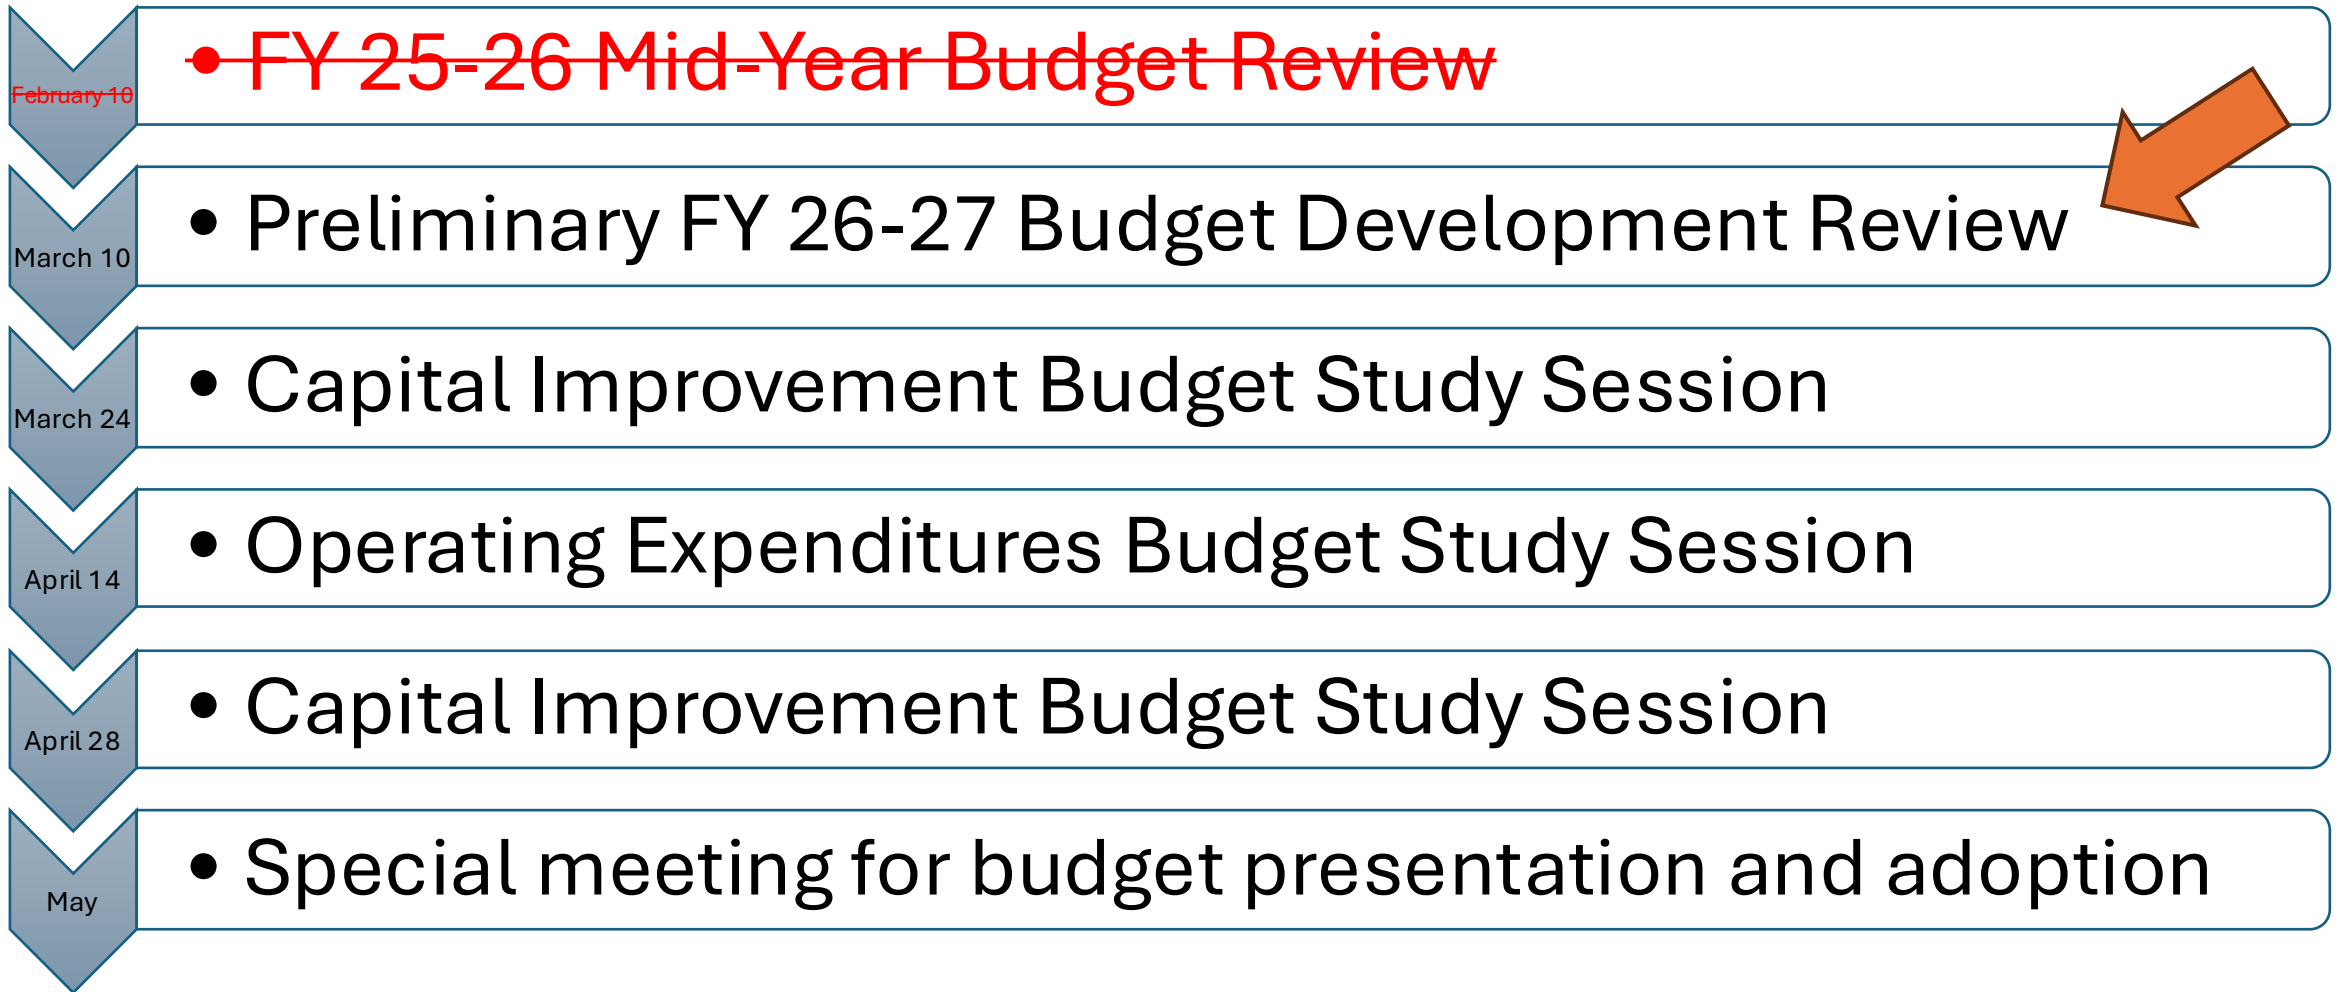 February 10
• FY 25-26 Mid-Year Budget Review
March 10
• Preliminary FY 26-27 Budget Development Review
March 24
• Capital Improvement Budget Study Session
April 14
• Operating Expenditures Budget Study Session
April 28
• Capital Improvement Budget Study Session
May
• Special meeting for budget presentation and adoption